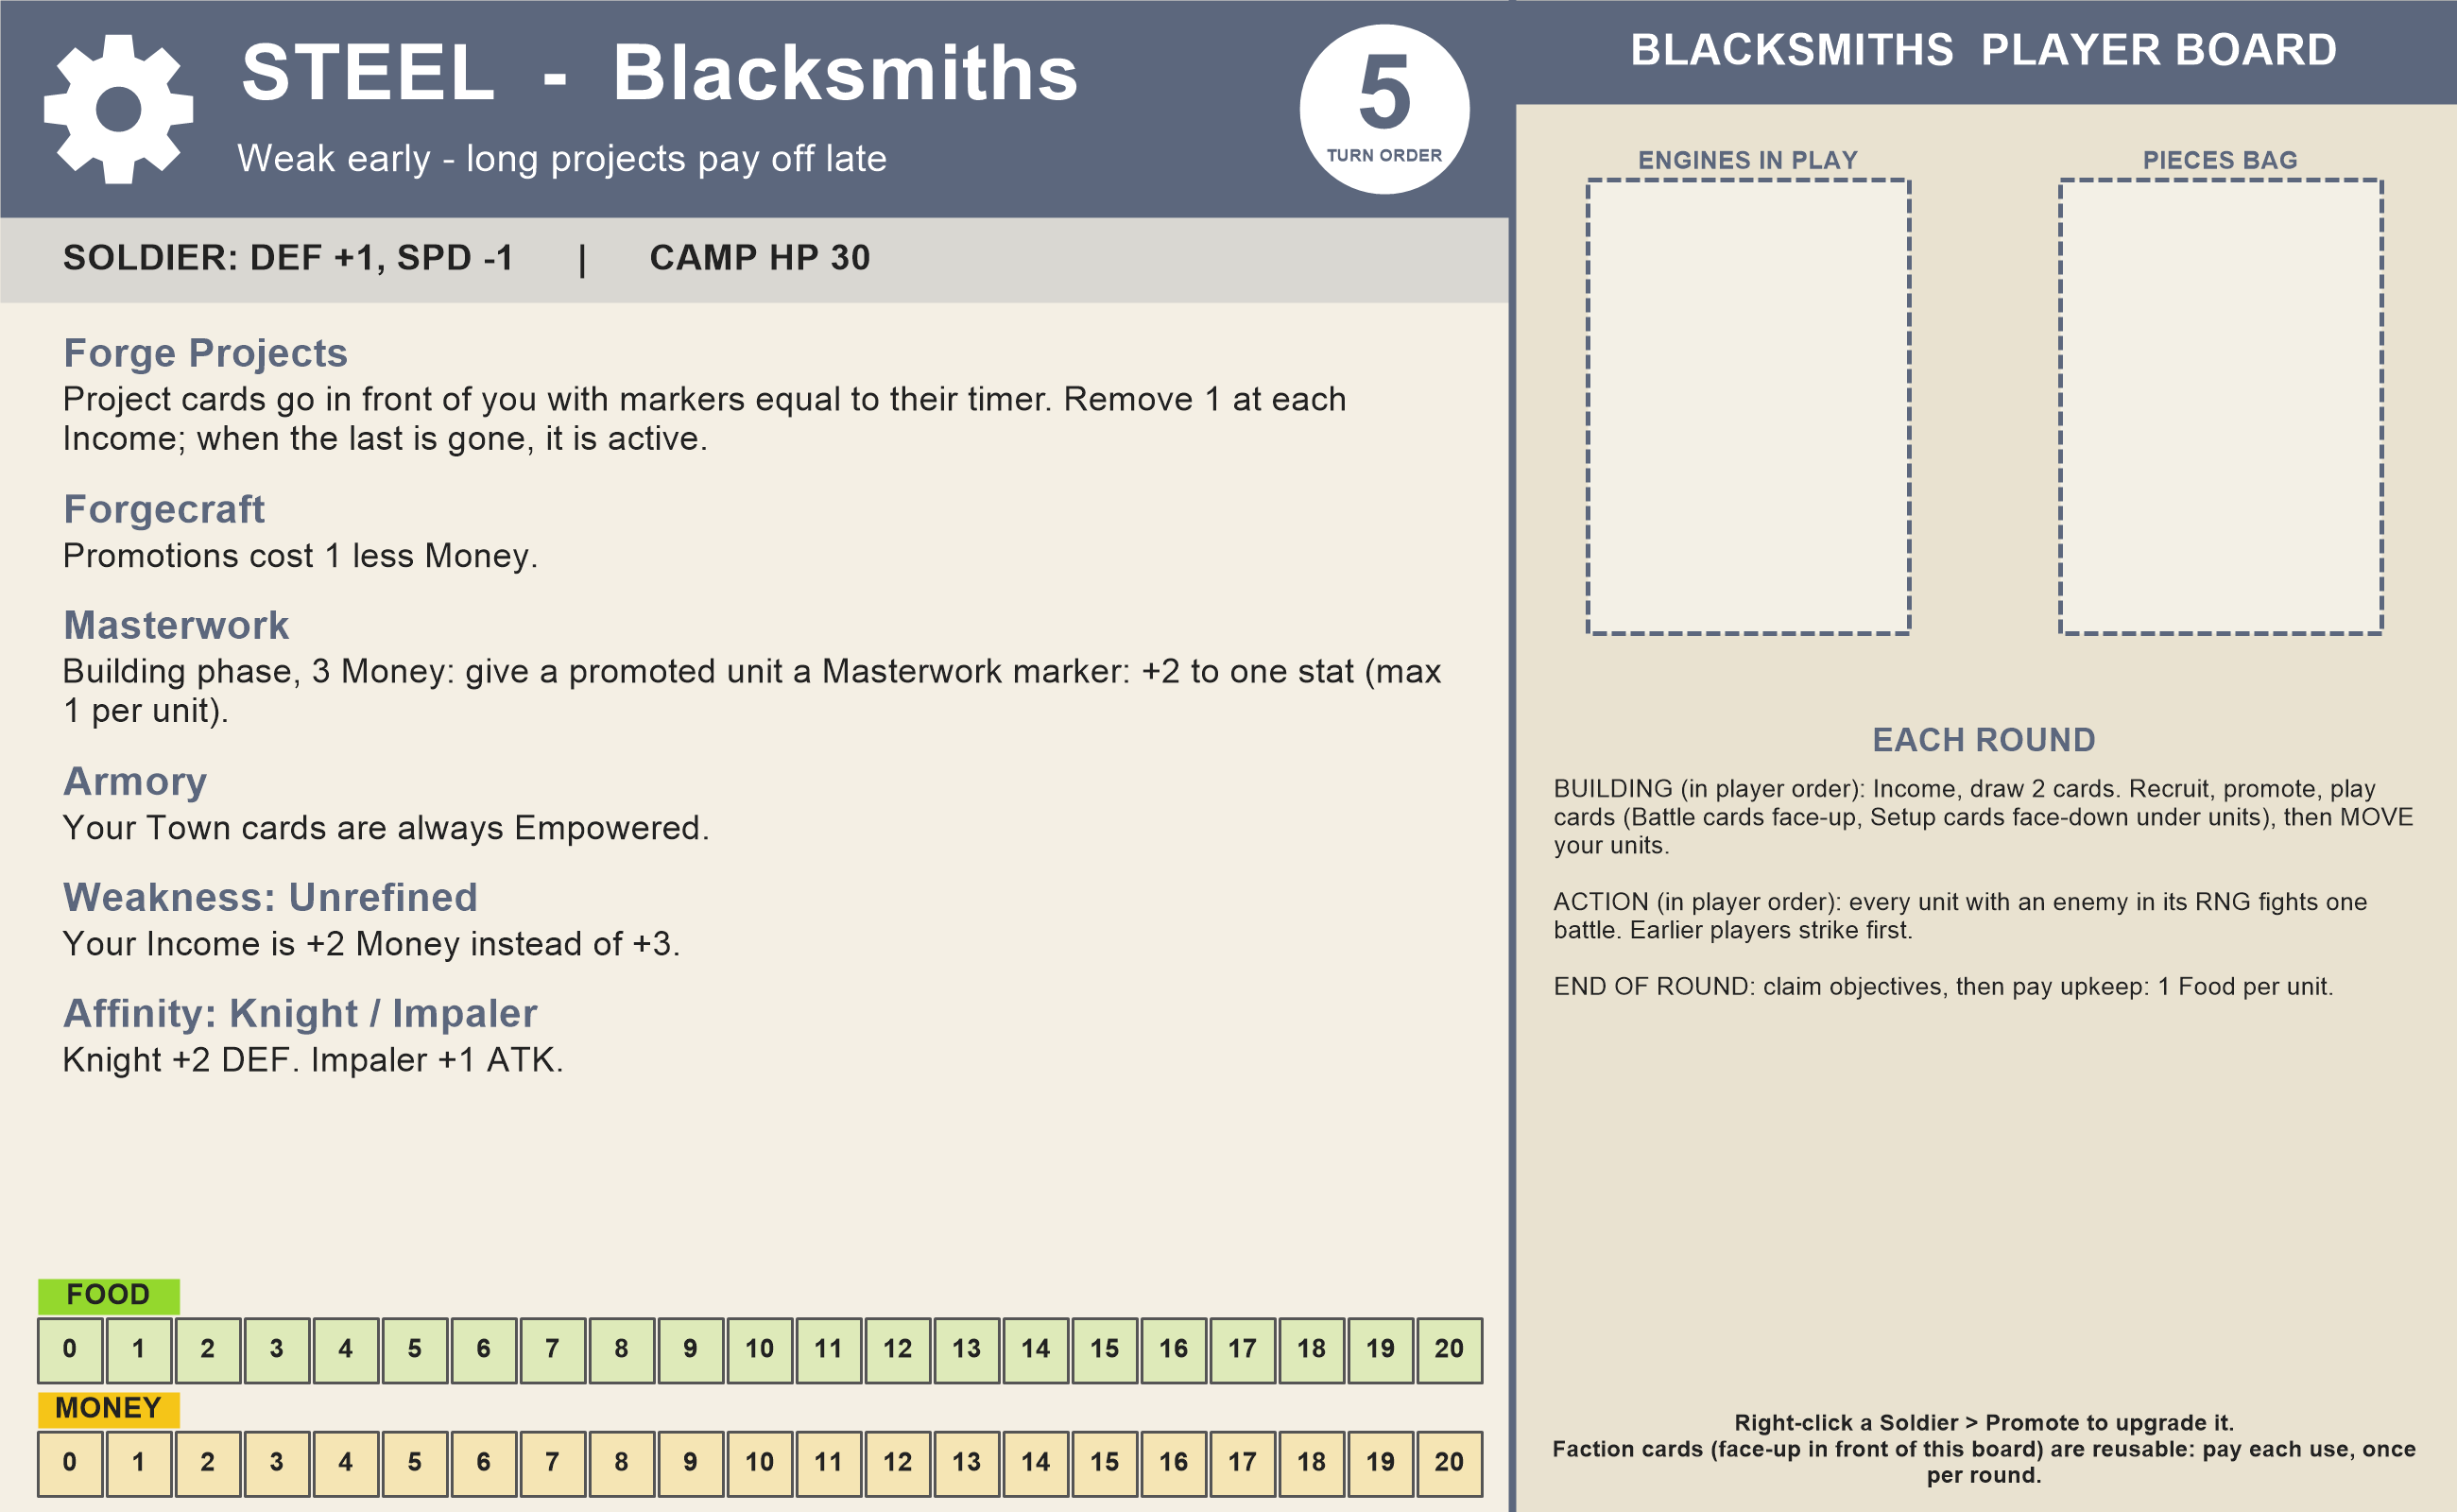 STEEL - Blacksmiths
Weak early - long projects pay off late
5
TURN ORDER
SOLDIER: DEF +1, SPD -1 | CAMP HP 30
Forge Projects
Project cards go in front of you with markers equal to their timer. Remove 1 at each
Income; when the last is gone, it is active.
Forgecraft
Promotions cost 1 less Money.
Masterwork
Building phase, 3 Money: give a promoted unit a Masterwork marker: +2 to one stat (max
1 per unit).
Armory
Your Town cards are always Empowered.
Weakness: Unrefined
Your Income is +2 Money instead of +3.
Affinity: Knight / Impaler
Knight +2 DEF. Impaler +1 ATK.
FOOD
0 1 2 3 4 5 6 7 8 9 10 11 12 13 14 15 16 17 18 19 20
MONEY
0 1 2 3 4 5 6 7 8 9 10 11 12 13 14 15 16 17 18 19 20
BLACKSMITHS PLAYER BOARD
ENGINES IN PLAY
PIECES BAG
EACH ROUND
BUILDING (in player order): Income, draw 2 cards. Recruit, promote, play
cards (Battle cards face-up, Setup cards face-down under units), then MOVE
your units.
ACTION (in player order): every unit with an enemy in its RNG fights one
battle. Earlier players strike first.
END OF ROUND: claim objectives, then pay upkeep: 1 Food per unit.
Right-click a Soldier > Promote to upgrade it.
Faction cards (face-up in front of this board) are reusable: pay each use, once
per round.